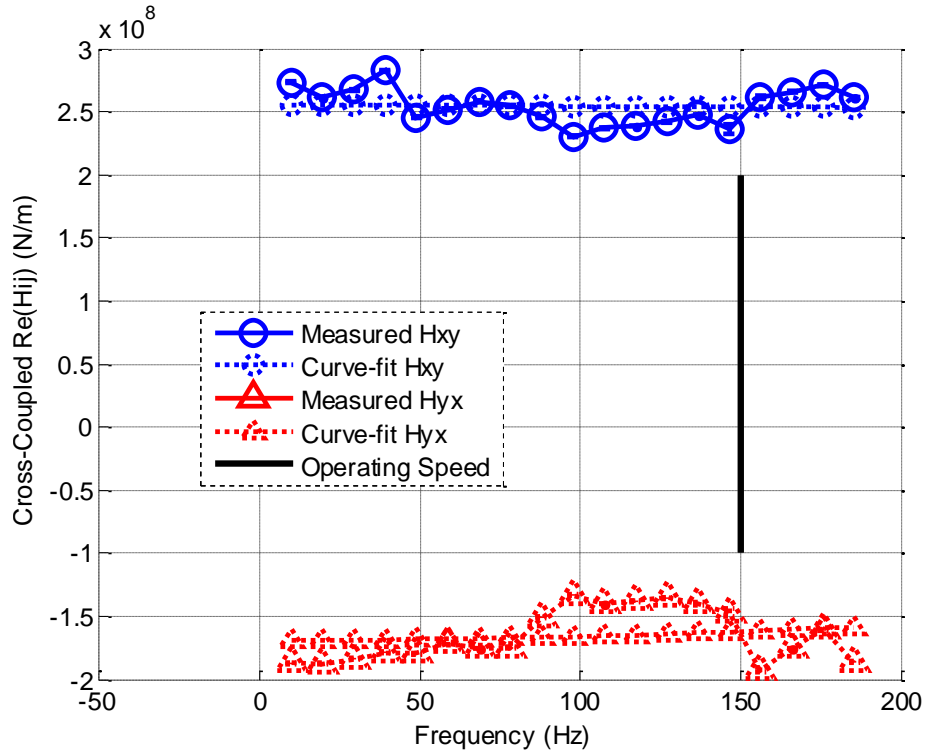 x 10^8
3
2.5
2
1.5
1
0.5
0
-0.5
-1
-1.5
-2
-50
0
50
100
150
200
Cross-Coupled Re(Hij) (N/m)
Frequency (Hz)
Measured Hxy
Curve-fit Hxy
Measured Hyx
Curve-fit Hyx
Operating Speed